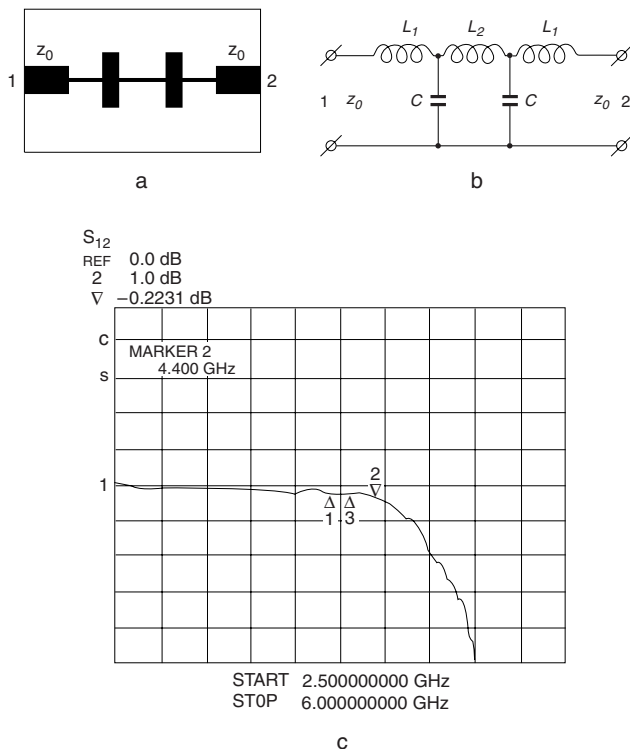 z0 z0
1 2
a
L1 L2 L1
1 z0 C C z0 2
b
S12
REF 0.0 dB
2 1.0 dB
∇ −0.2231 dB
c
MARKER 2
4.400 GHz
s
1
2
∇
Δ Δ
1 3
START 2.500000000 GHz
ST0P 6.000000000 GHz
c